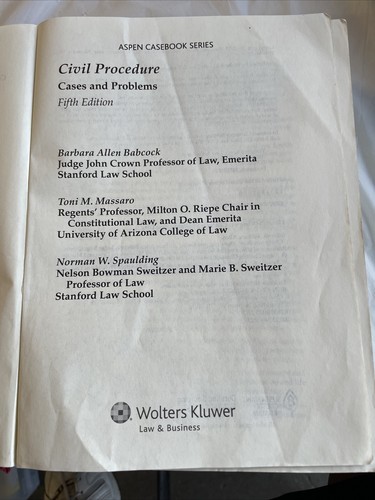 ASPEN CASEBOOK SERIES
Civil Procedure
Cases and Problems
Fifth Edition
Barbara Allen Babcock
Judge John Crown Professor of Law, Emerita
Stanford Law School
Toni M. Massaro
Regents' Professor, Milton O. Riepe Chair in
Constitutional Law, and Dean Emerita
University of Arizona College of Law
Norman W. Spaulding
Nelson Bowman Sweitzer and Marie B. Sweitzer
Professor of Law
Stanford Law School
Wolters Kluwer
Law & Business